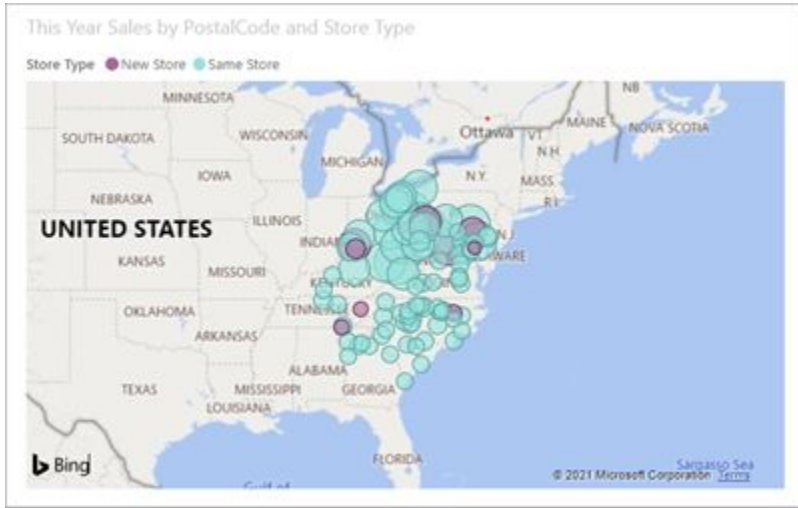 This Year Sales by PostalCode and Store Type
Store Type New Store Same Store
NB
MINNESOTA
MAINE
NOVA SCOTIA
Ottawa
VT
SOUTH DAKOTA
WISCONSIN
N.H
MICHIGAN
IOWA
N.Y.
MASS
NEBRASKA
R.I.
ILLINOIS
UNITED STATES
INDIA
N J
WARE
KANSAS
MISSOURI
KENTUCKY
OKLAHOMA
TENNE
ARKANSAS
ALABAMA
TEXAS
MISSISSIPPI
GEORGIA
LOUISIANA
FLORIDA
Bing
Sargasso Sea
© 2021 Microsoft Corporation Terms
Gulf of